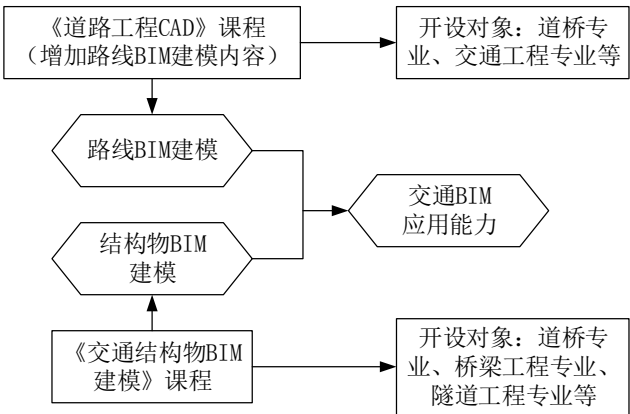 《道路工程CAD》课程
（增加路线BIM建模内容）
开设对象：道桥专
业、交通工程专业等
路线BIM建模
交通BIM
应用能力
结构物BIM
建模
《交通结构物BIM
建模》课程
开设对象：道桥专
业、桥梁工程专业、
隧道工程专业等